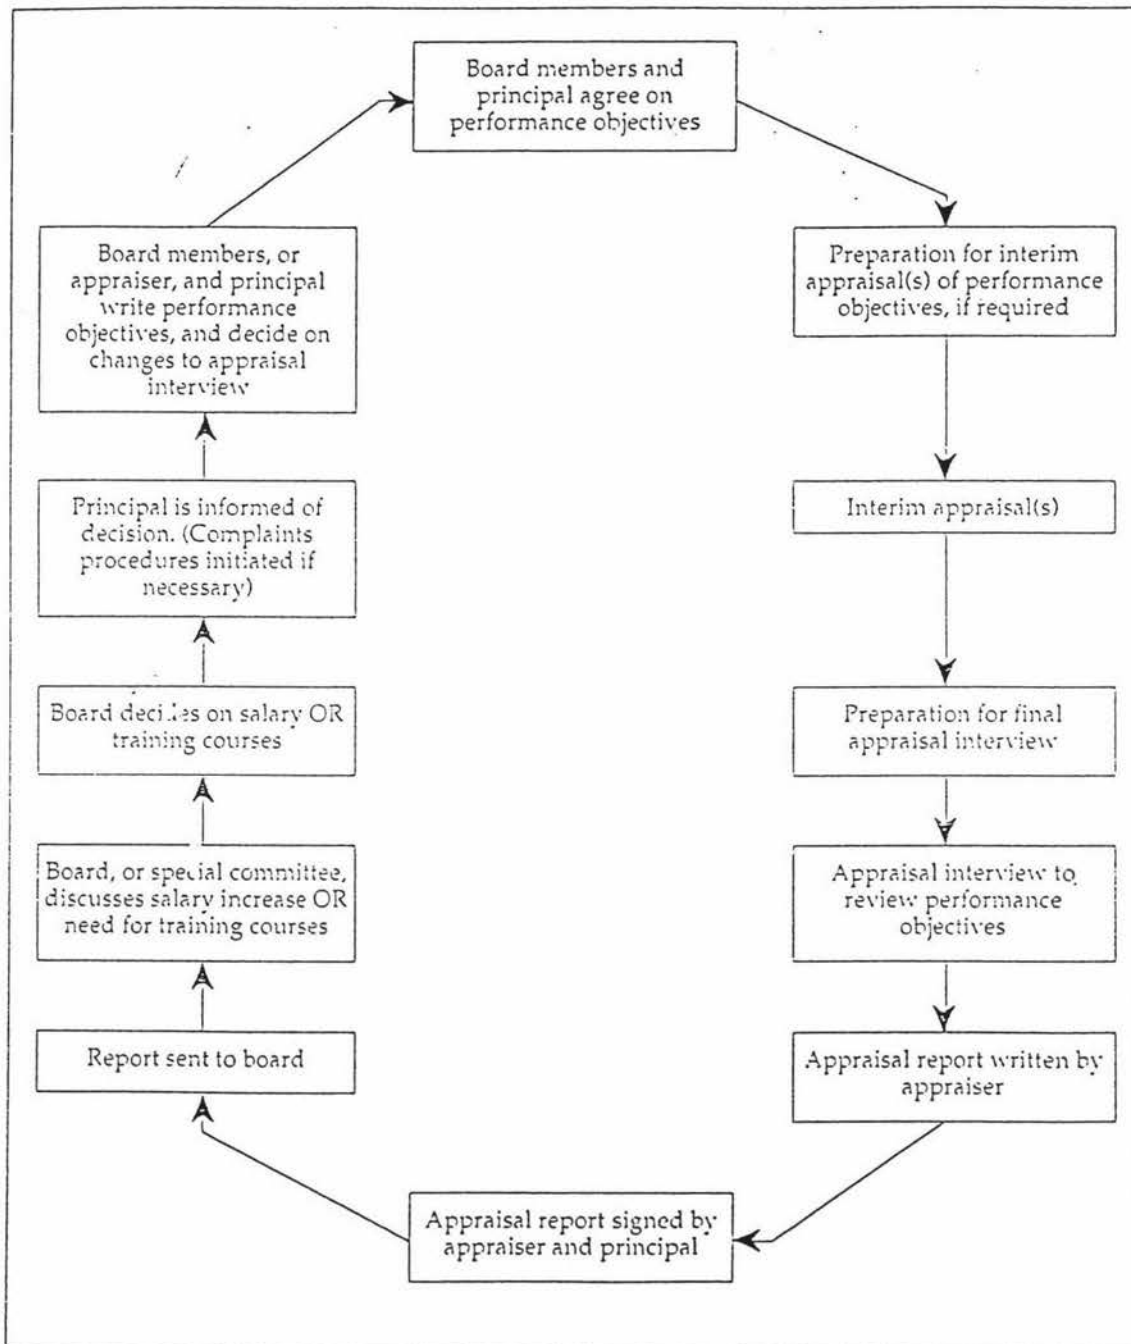 Board members and
principal agree on
performance objectives
Preparation for interim
appraisal(s) of performance
objectives, if required
Interim appraisal(s)
Preparation for final
appraisal interview
Appraisal interview to
review performance
objectives
Appraisal report written by
appraiser
Appraisal report signed by
appraiser and principal
Report sent to board
Board, or special committee,
discusses salary increase OR
need for training courses
Board decides on salary OR
training courses
Principal is informed of
decision. (Complaints
procedures initiated if
necessary)
Board members, or
appraiser, and principal
write performance
objectives, and decide on
changes to appraisal
interview